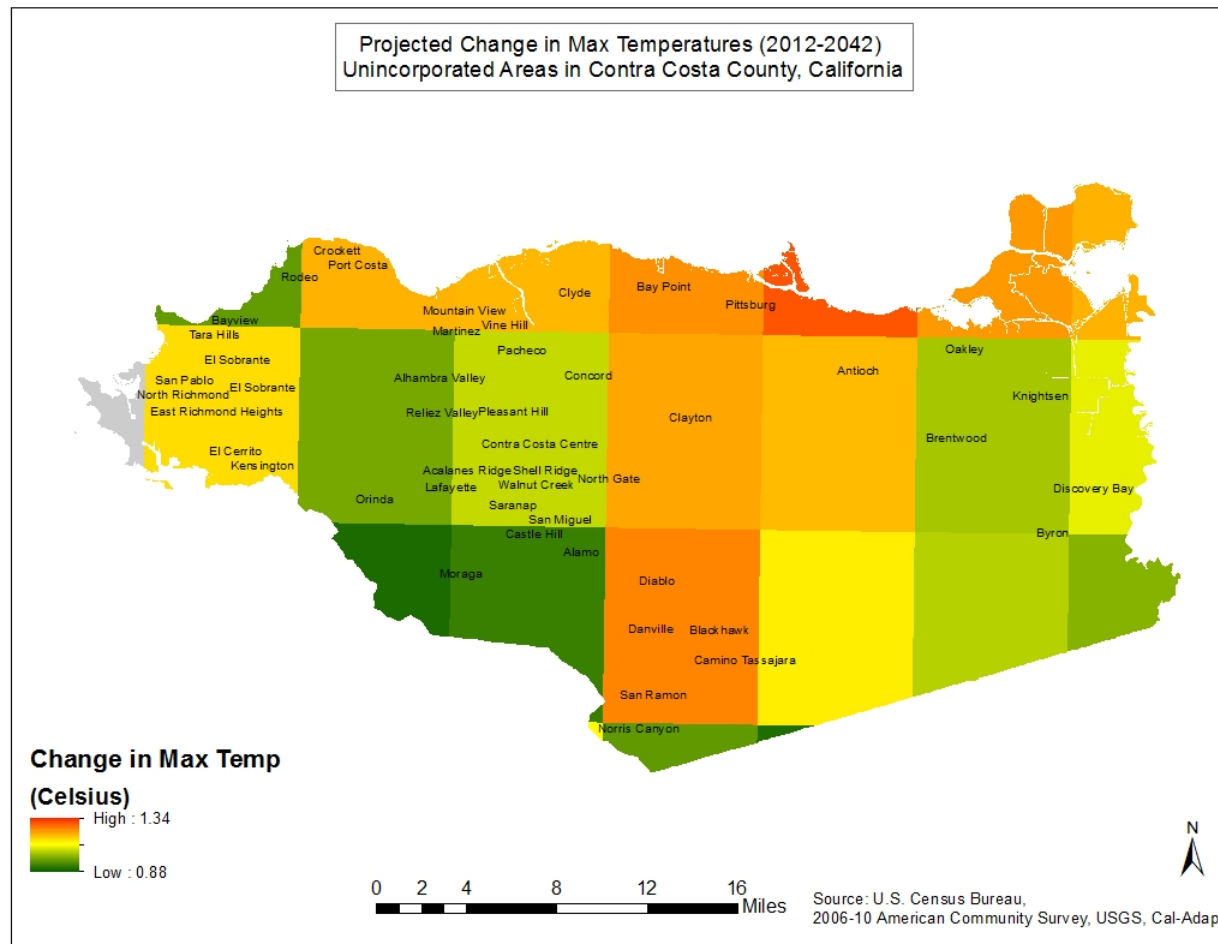 Projected Change in Max Temperatures (2012-2042)
Unincorporated Areas in Contra Costa County, California
Crockett
Port Costa
Rodeo
Bay Point
Clyde
Pittsburg
Mountain View
Bayview
Vine Hill
Martinez
Tara Hills
Pacheco
Oakley
El Sobrante
Antioch
Concord
Alhambra Valley
San Pablo
El Sobrante
North Richmond
Knightsen
East Richmond Heights
Reliez Valley
Pleasant Hill
Clayton
Brentwood
Contra Costa Centre
El Cerrito
Kensington
Acalanes Ridge
Shell Ridge
North Gate
Walnut Creek
Lafayette
Discovery Bay
Orinda
Saranap
San Miguel
Castle Hill
Byron
Alamo
Moraga
Diablo
Danville
Blackhawk
Camino Tassajara
San Ramon
Norris Canyon
Change in Max Temp
(Celsius)
High : 1.34
Low : 0.88
0 2 4 8 12 16
Miles
N
Source: U.S. Census Bureau,
2006-10 American Community Survey, USGS, Cal-Adap